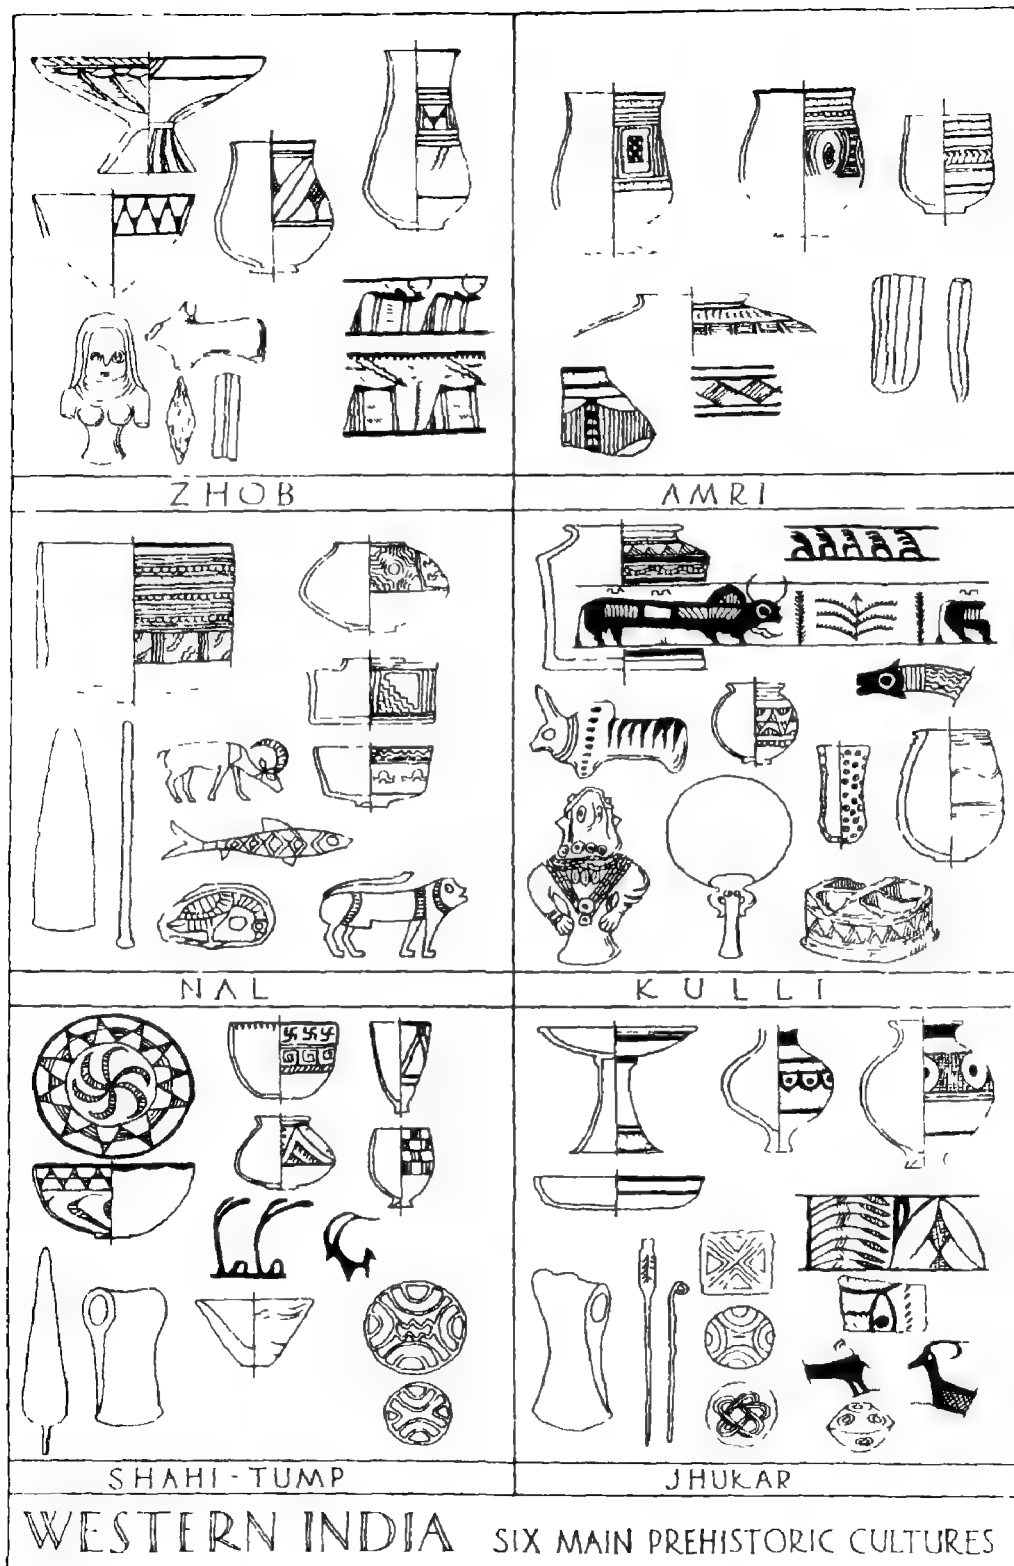 ZHOB
AMRI
NAL
KULLI
SHAHI-TUMP
JHUKAR
WESTERN INDIA SIX MAIN PREHISTORIC CULTURES